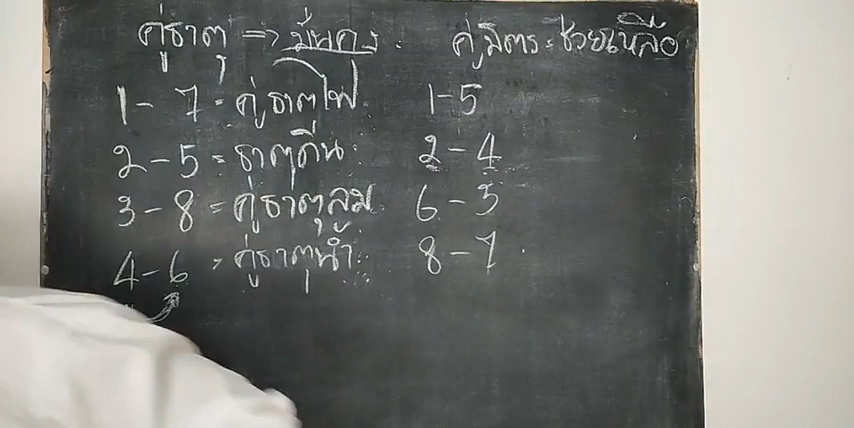 คู่ธาตุ => มั่นคง. คู่มิตร = ช่วยเหลือ
1 - 7 = คู่ธาตุไฟ. 1-5
2 - 5 = ธาตุดิน. 2 - 4
3 - 8 = คู่ธาตุลม. 6 - 3
4 - 6 = คู่ธาตุน้ำ. 8 - 7